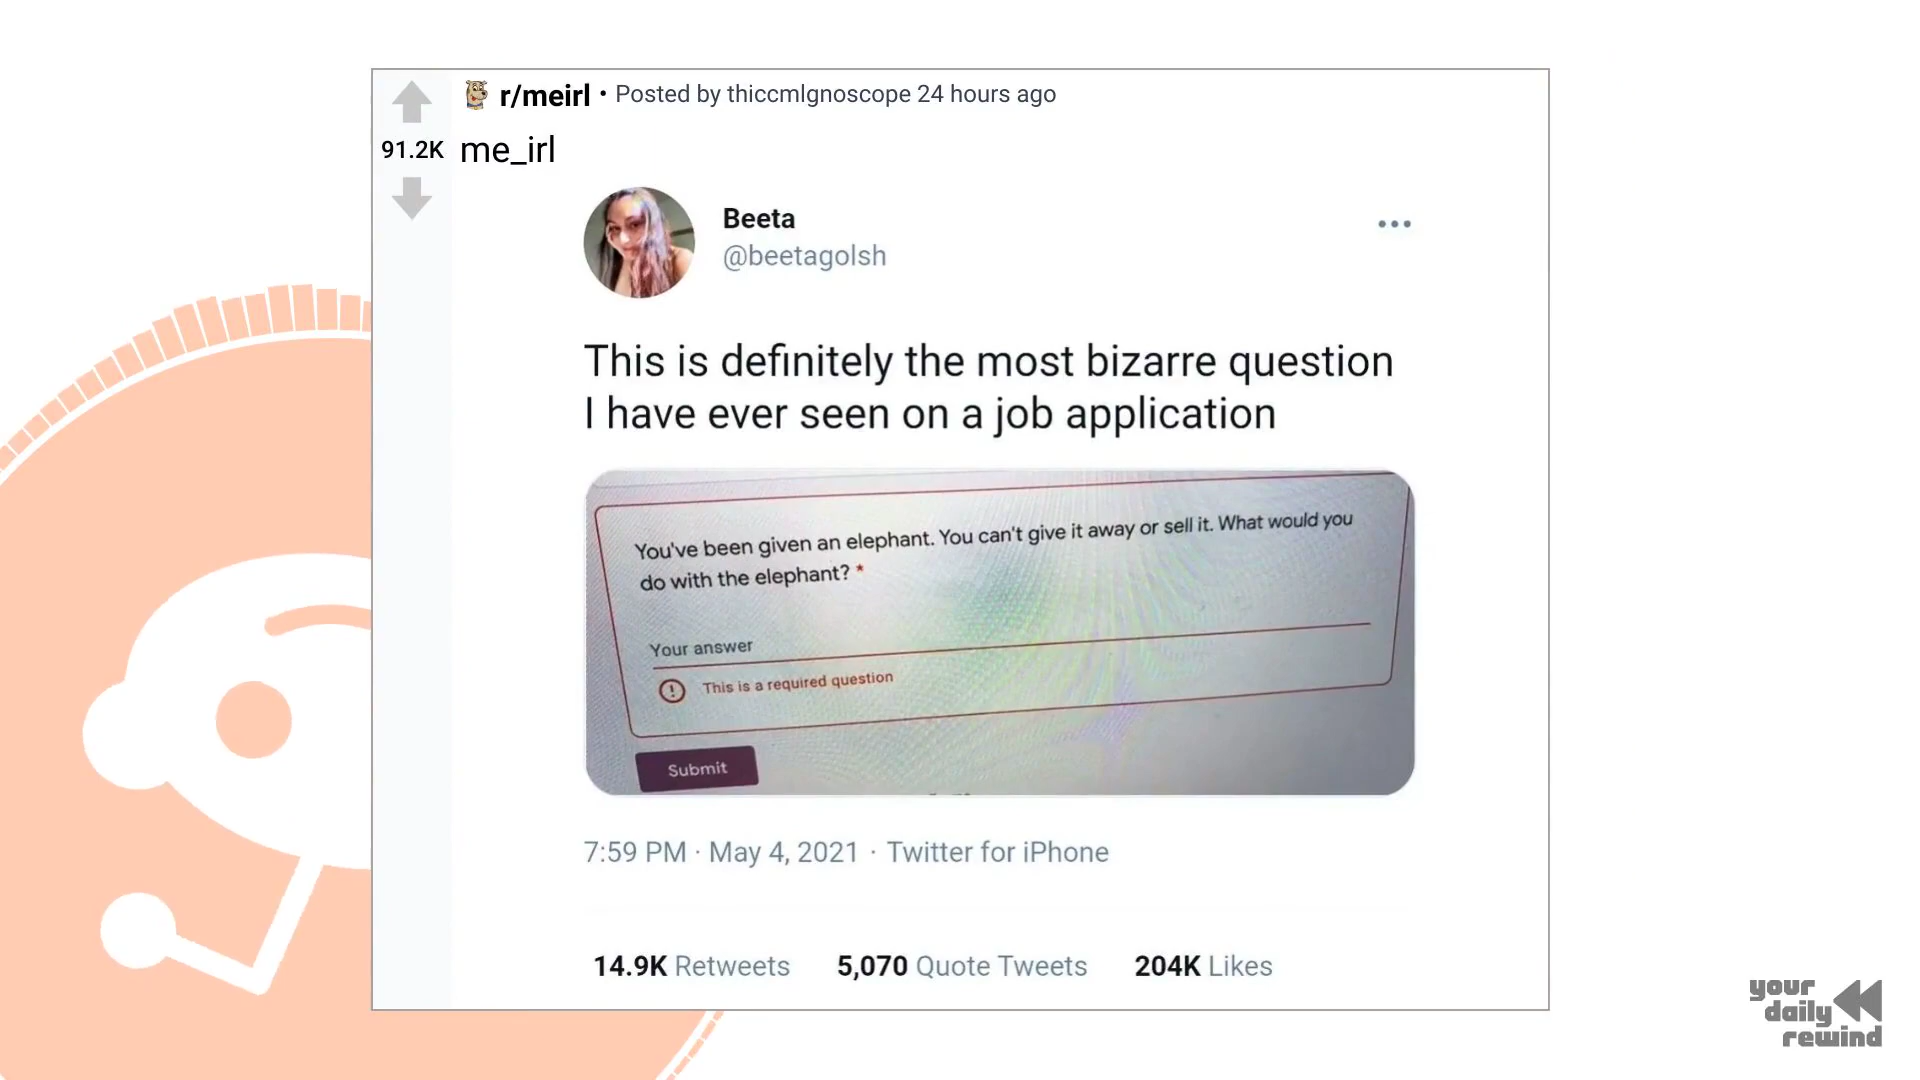 r/meirl • Posted by thiccmlgnoscope 24 hours ago
91.2K
me_irl
Beeta
@beetagolsh
This is definitely the most bizarre question
I have ever seen on a job application
You've been given an elephant. You can't give it away or sell it. What would you
do with the elephant? *
Your answer
This is a required question
Submit
7:59 PM · May 4, 2021 · Twitter for iPhone
14.9K Retweets 5,070 Quote Tweets 204K Likes
your
daily
rewind